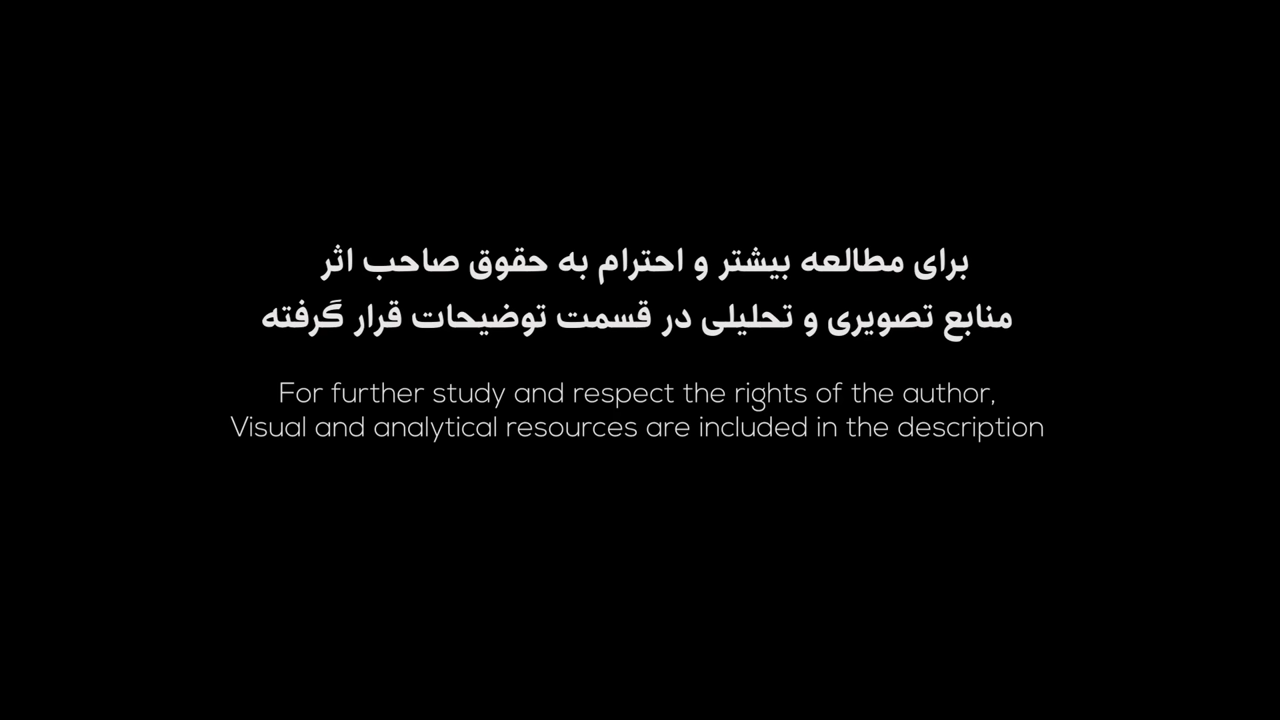 برای مطالعه بیشتر و احترام به حقوق صاحب اثر
منابع تصویری و تحلیلی در قسمت توضیحات قرار گرفته
For further study and respect the rights of the author,
Visual and analytical resources are included in the description